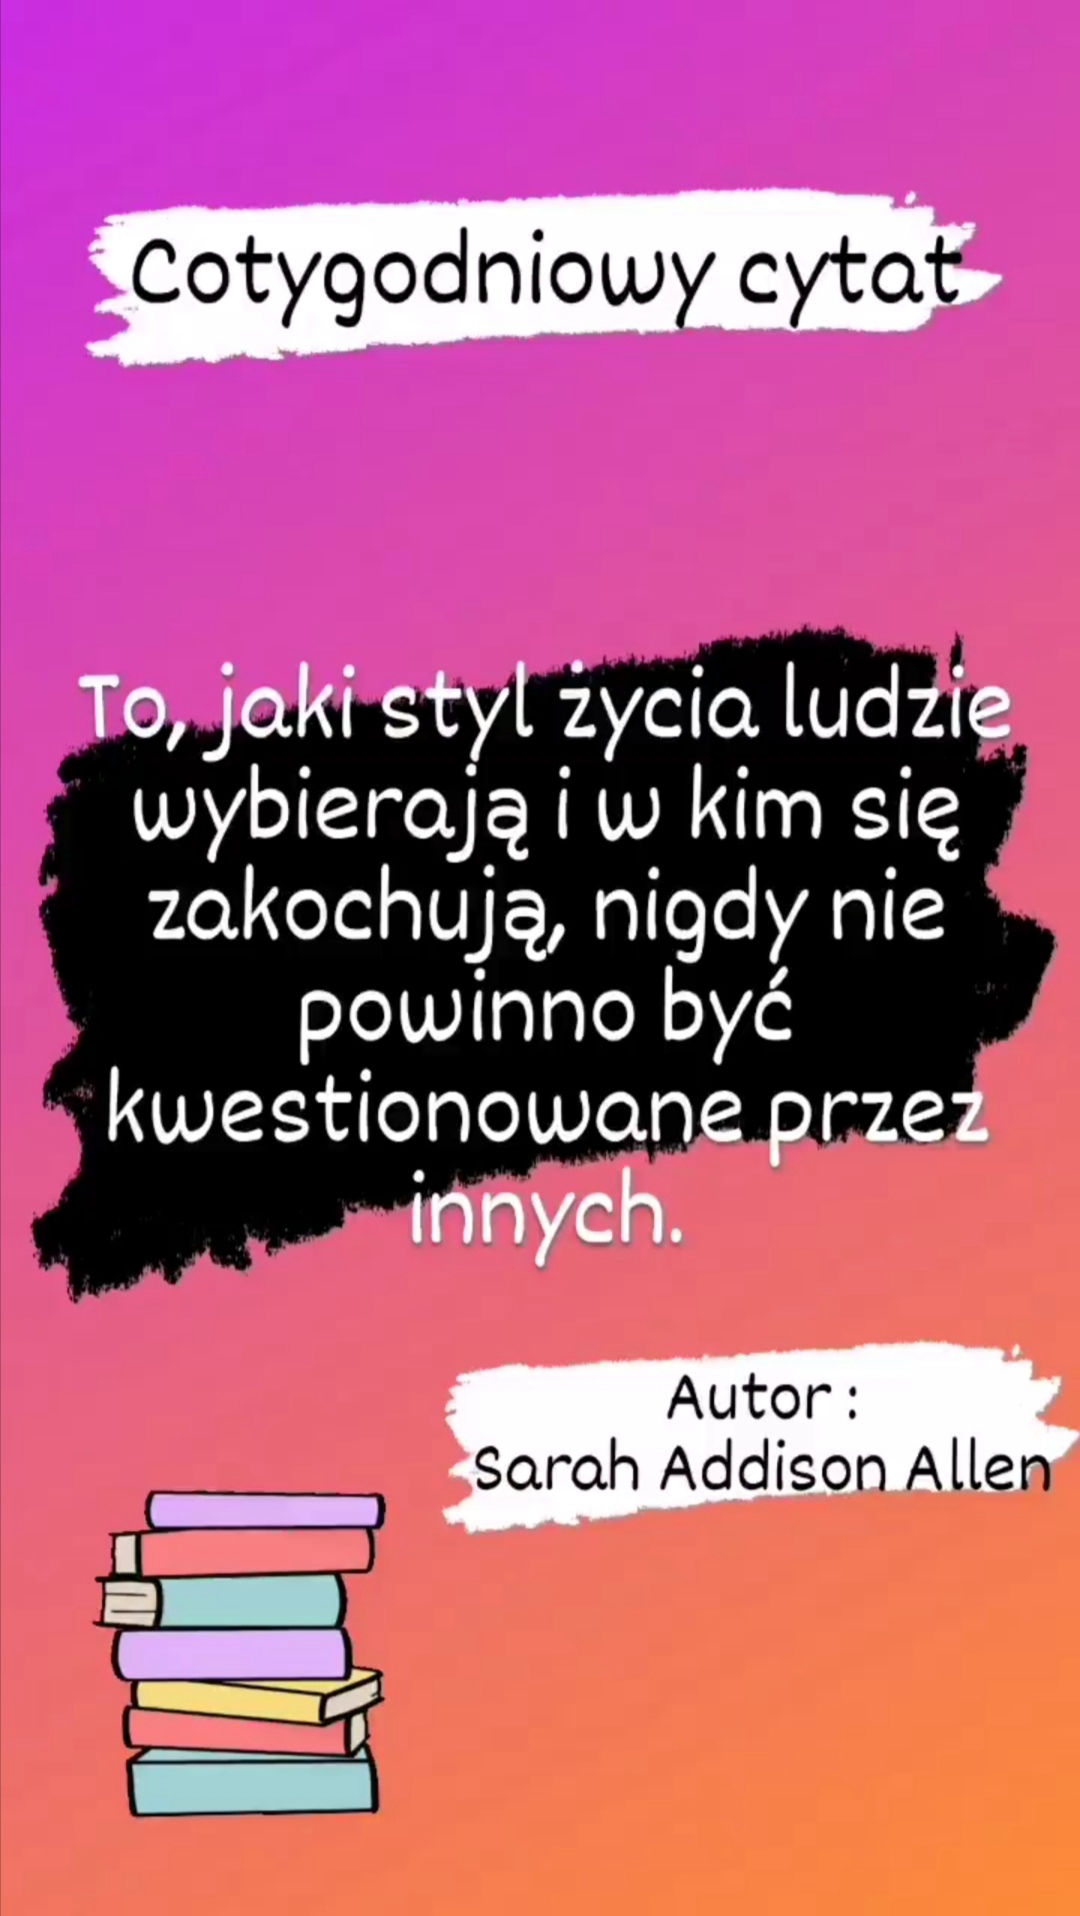 Cotygodniowy cytat
To, jaki styl życia ludzie
wybierają i w kim się
zakochują, nigdy nie
powinno być
kwestionowane przez
innych.
Autor :
Sarah Addison Allen